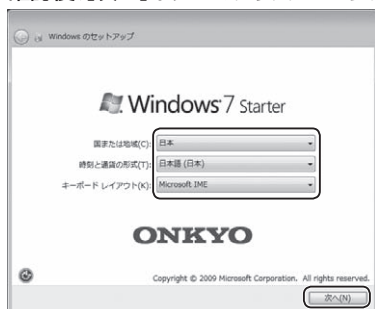 Windows のセットアップ
Windows 7 Starter
国または地域(C): 日本
時刻と通貨の形式(T): 日本語 (日本)
キーボード レイアウト(K): Microsoft IME
ONKYO
Copyright © 2009 Microsoft Corporation. All rights reserved.
次へ(N)